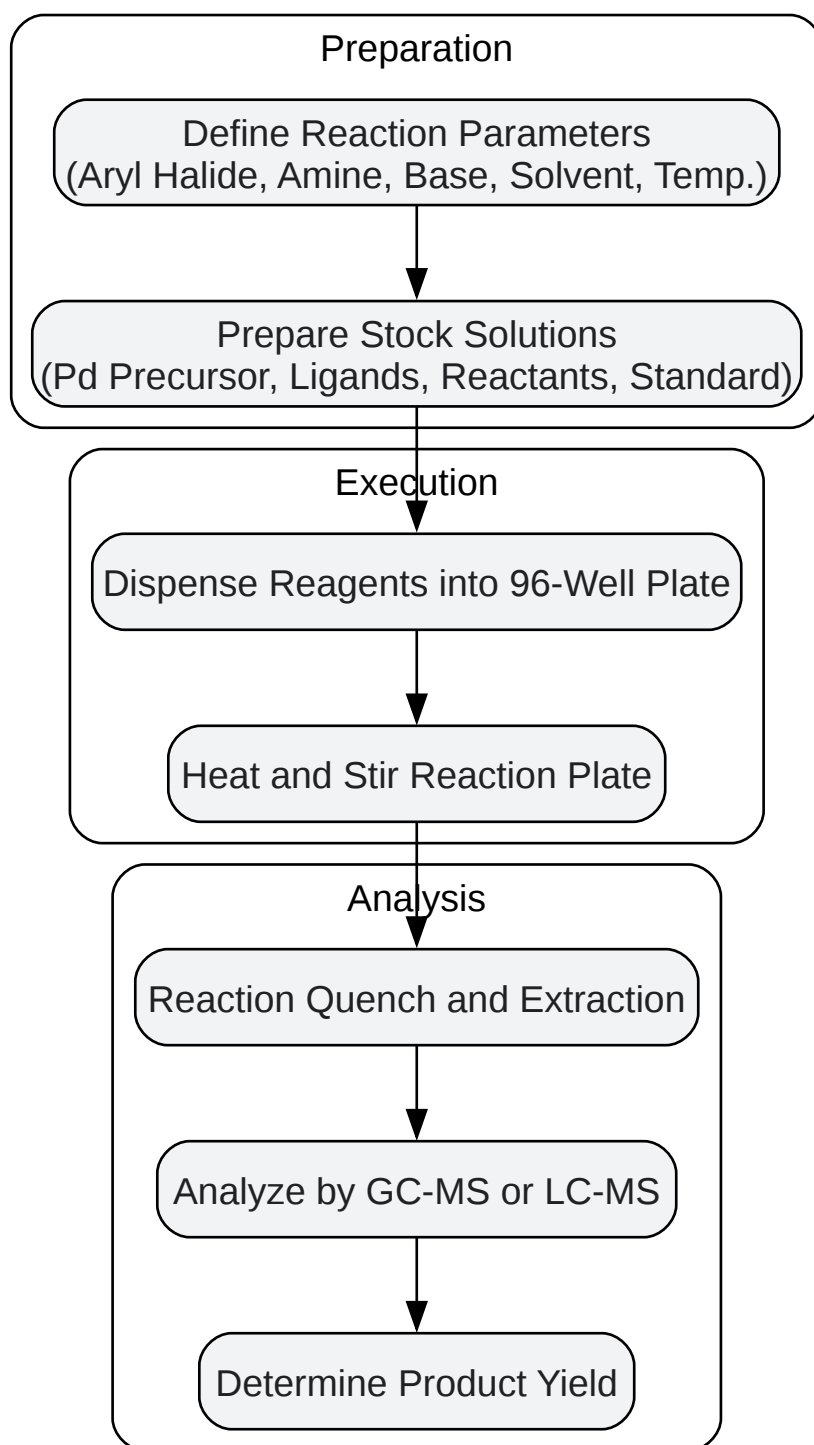 Preparation
Define Reaction Parameters
(Aryl Halide, Amine, Base, Solvent, Temp.)
Prepare Stock Solutions
(Pd Precursor, Ligands, Reactants, Standard)
Execution
Dispense Reagents into 96-Well Plate
Heat and Stir Reaction Plate
Analysis
Reaction Quench and Extraction
Analyze by GC-MS or LC-MS
Determine Product Yield